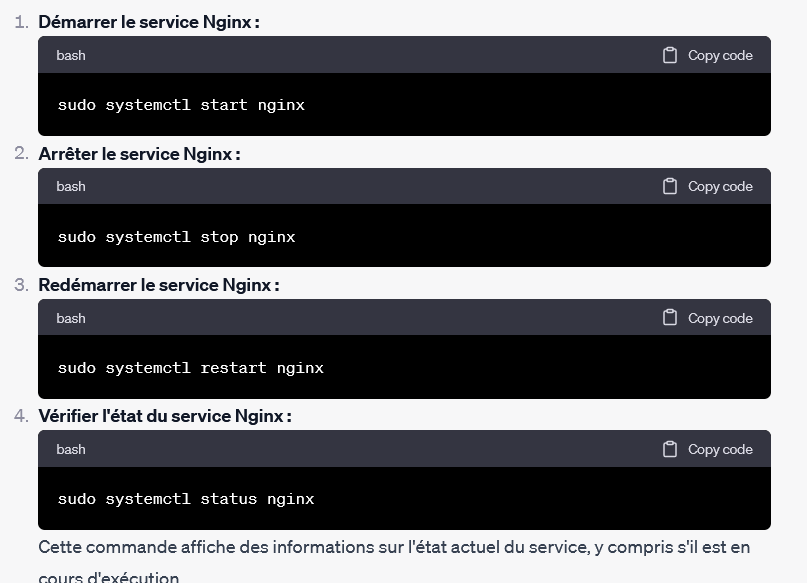 1. Démarrer le service Nginx :
bash Copy code
sudo systemctl start nginx
2. Arrêter le service Nginx :
bash Copy code
sudo systemctl stop nginx
3. Redémarrer le service Nginx :
bash Copy code
sudo systemctl restart nginx
4. Vérifier l'état du service Nginx :
bash Copy code
sudo systemctl status nginx
Cette commande affiche des informations sur l'état actuel du service, y compris s'il est en
cours d'exécution